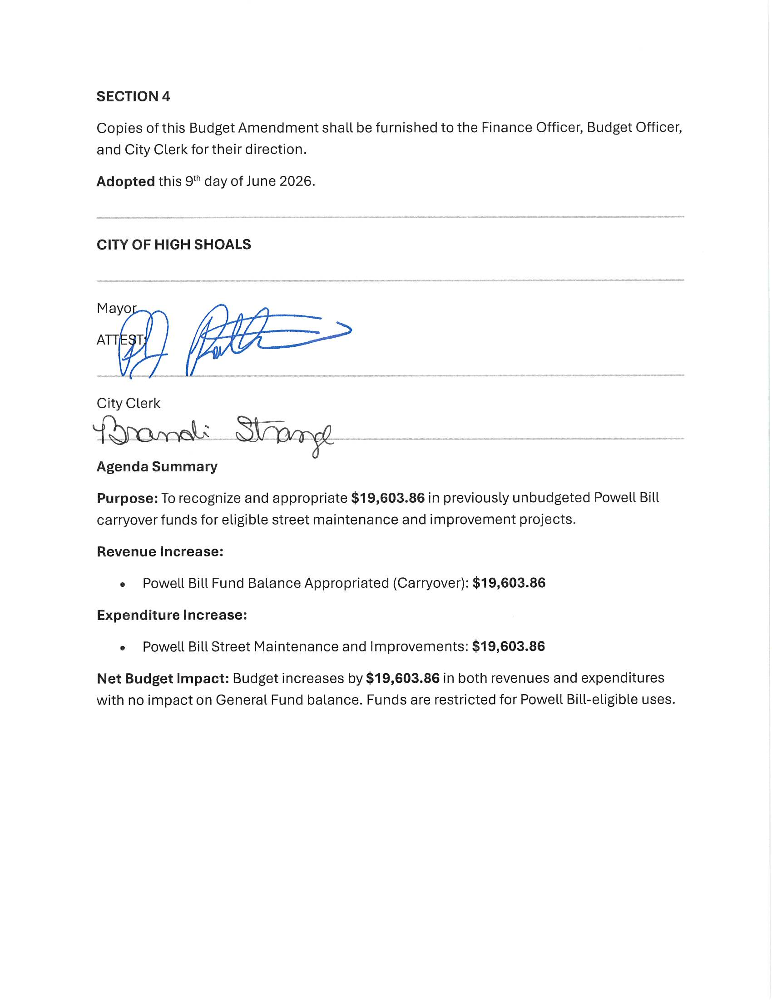 SECTION 4
Copies of this Budget Amendment shall be furnished to the Finance Officer, Budget Officer,
and City Clerk for their direction.
Adopted this 9th day of June 2026.
CITY OF HIGH SHOALS
Mayor
ATTEST:
City Clerk
Brandi Strange
Agenda Summary
Purpose: To recognize and appropriate $19,603.86 in previously unbudgeted Powell Bill
carryover funds for eligible street maintenance and improvement projects.
Revenue Increase:
• Powell Bill Fund Balance Appropriated (Carryover): $19,603.86
Expenditure Increase:
• Powell Bill Street Maintenance and Improvements: $19,603.86
Net Budget Impact: Budget increases by $19,603.86 in both revenues and expenditures
with no impact on General Fund balance. Funds are restricted for Powell Bill-eligible uses.